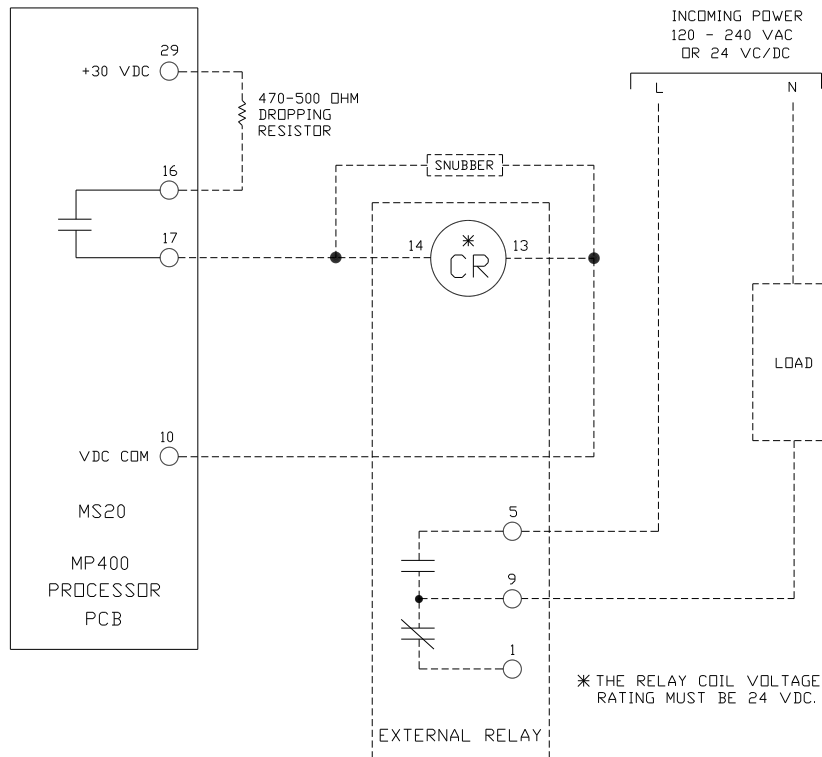 INCOMING POWER
120 - 240 VAC
OR 24 VC/DC
L
N
29
+30 VDC
470-500 OHM
DROPPING
RESISTOR
16
SNUBBER
17
14
*
CR
13
LOAD
10
VDC COM
MS20
MP400
PROCESSOR
PCB
5
9
1
* THE RELAY COIL VOLTAGE
RATING MUST BE 24 VDC.
EXTERNAL RELAY